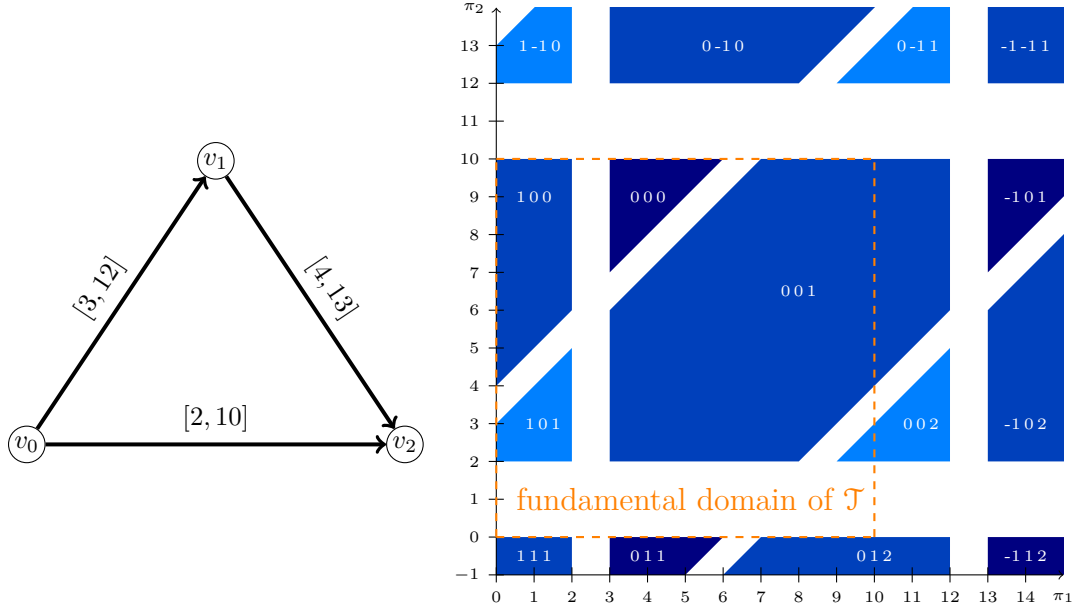 v₁
[3, 12]
[4, 13]
[2, 10]
v₀
v₂
π₂
13
12
11
10
9
8
7
6
5
4
3
2
1
0
−1
1 -1 0
0 -1 0
0 -1 1
-1 -1 1
1 0 0
0 0 0
-1 0 1
0 0 1
1 0 1
0 0 2
-1 0 2
fundamental domain of 𝒯
1 1 1
0 1 1
0 1 2
-1 1 2
0 1 2 3 4 5 6 7 8 9 10 11 12 13 14 π₁